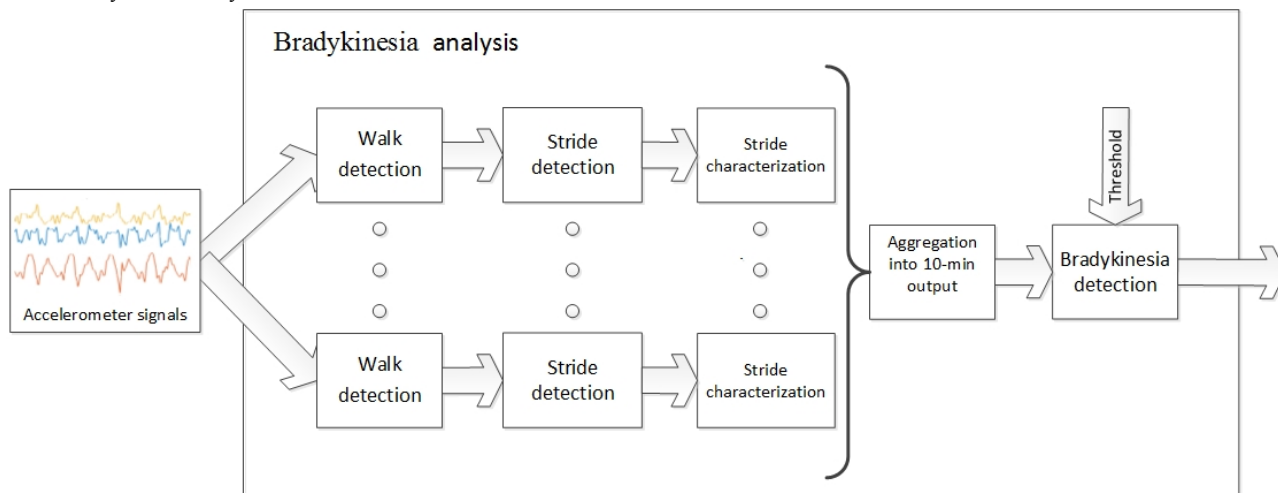 Bradykinesia analysis
Walk
detection
Stride
detection
Stride
characterization
Accelerometer signals
Aggregation
into 10-min
output
Threshold
Bradykinesia
detection
Walk
detection
Stride
detection
Stride
characterization